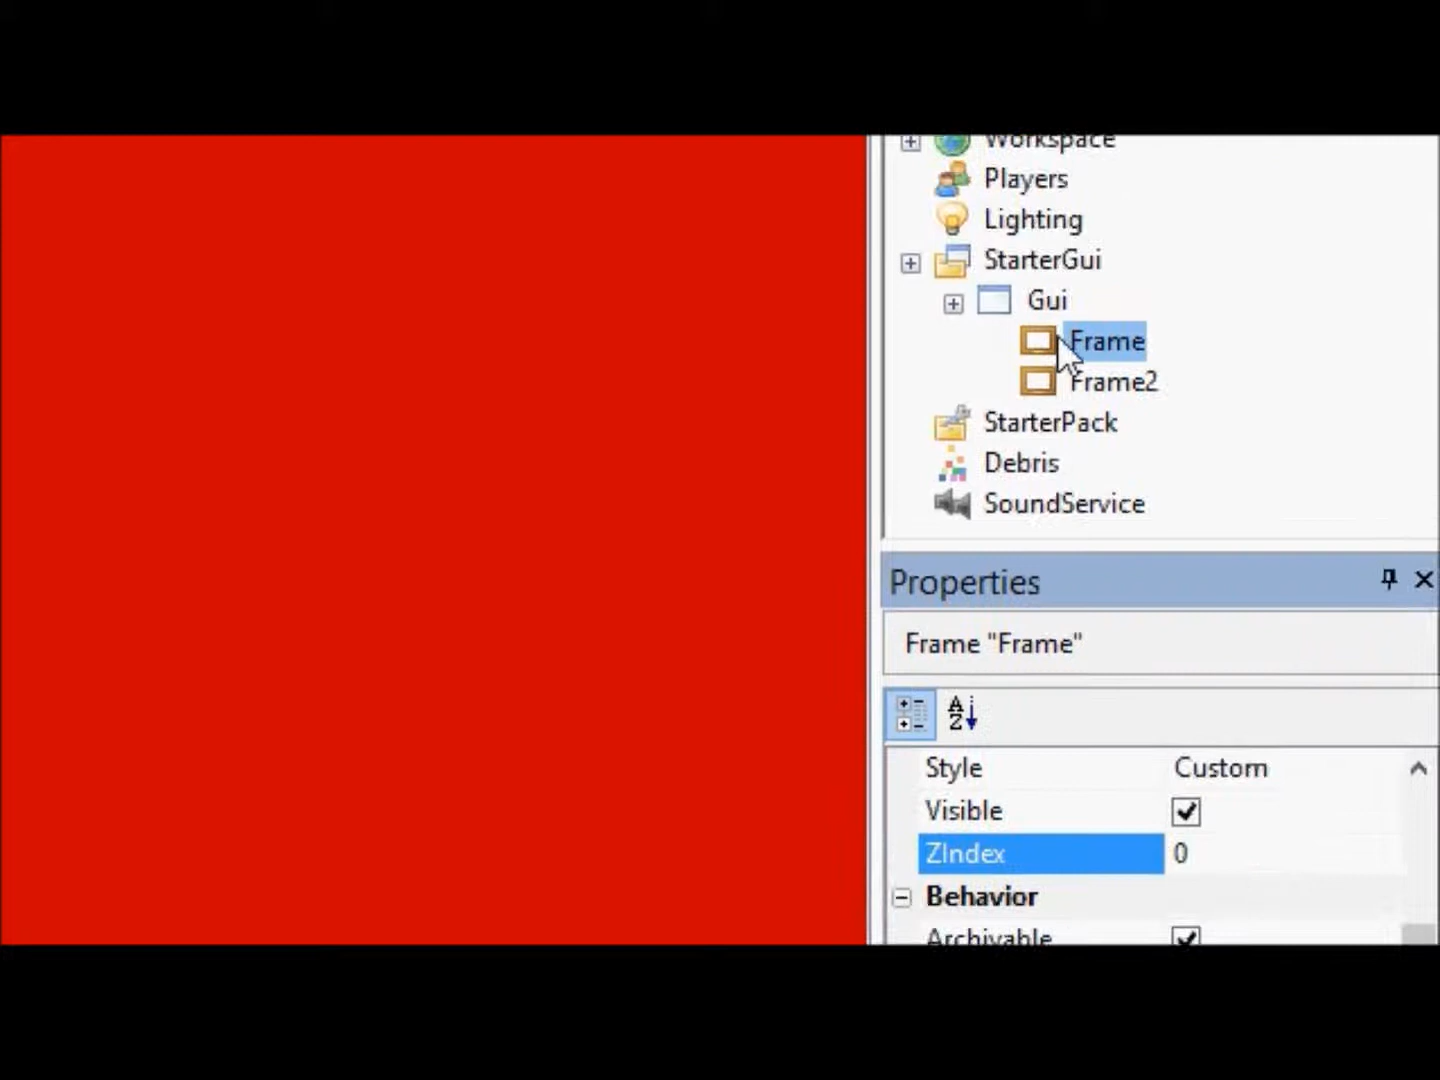 Workspace
Players
Lighting
StarterGui
Gui
Frame
Frame2
StarterPack
Debris
SoundService
Properties
Frame "Frame"
Style Custom
Visible
ZIndex 0
Behavior
Archivable